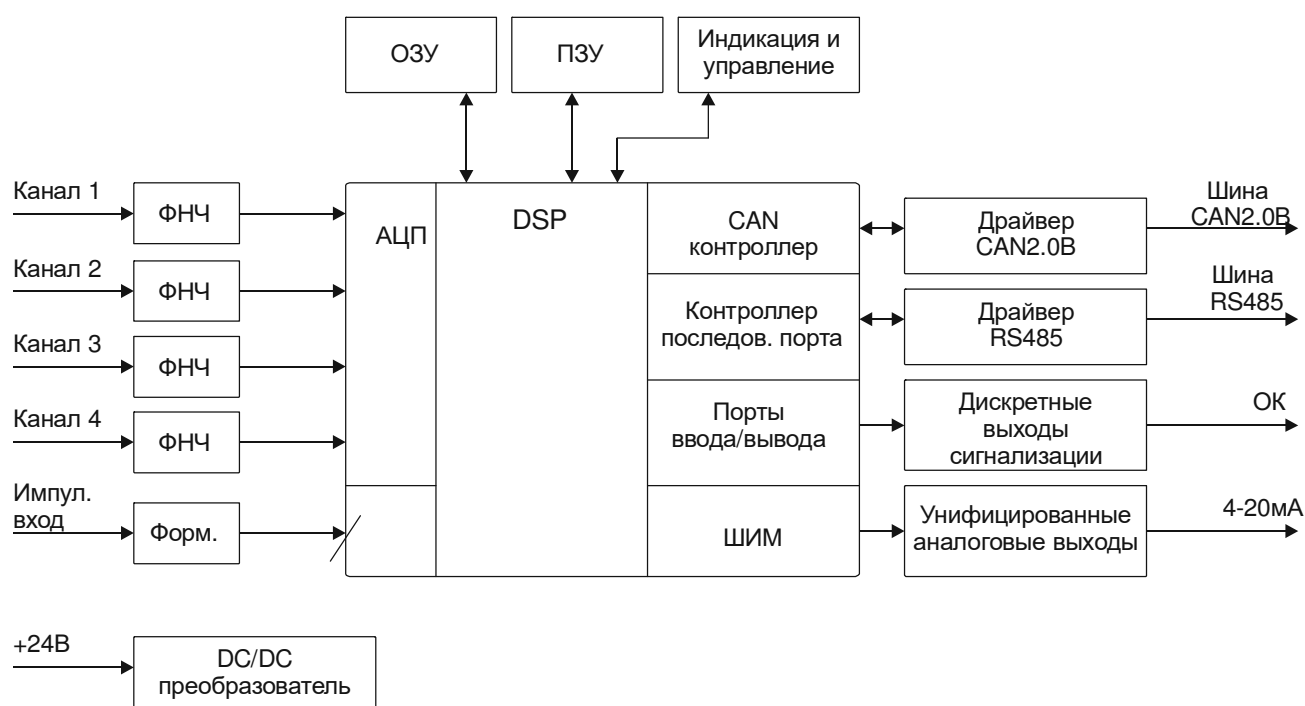 ОЗУ
ПЗУ
Индикация и
управление
Канал 1
ФНЧ
Канал 2
ФНЧ
Канал 3
ФНЧ
Канал 4
ФНЧ
Импул.
вход
Форм.
АЦП
DSP
CAN
контроллер
Контроллер
последов. порта
Порты
ввода/вывода
ШИМ
Драйвер
CAN2.0B
Драйвер
RS485
Дискретные
выходы
сигнализации
Унифицированные
аналоговые выходы
Шина
CAN2.0B
Шина
RS485
ОК
4-20мА
+24В
DC/DC
преобразователь